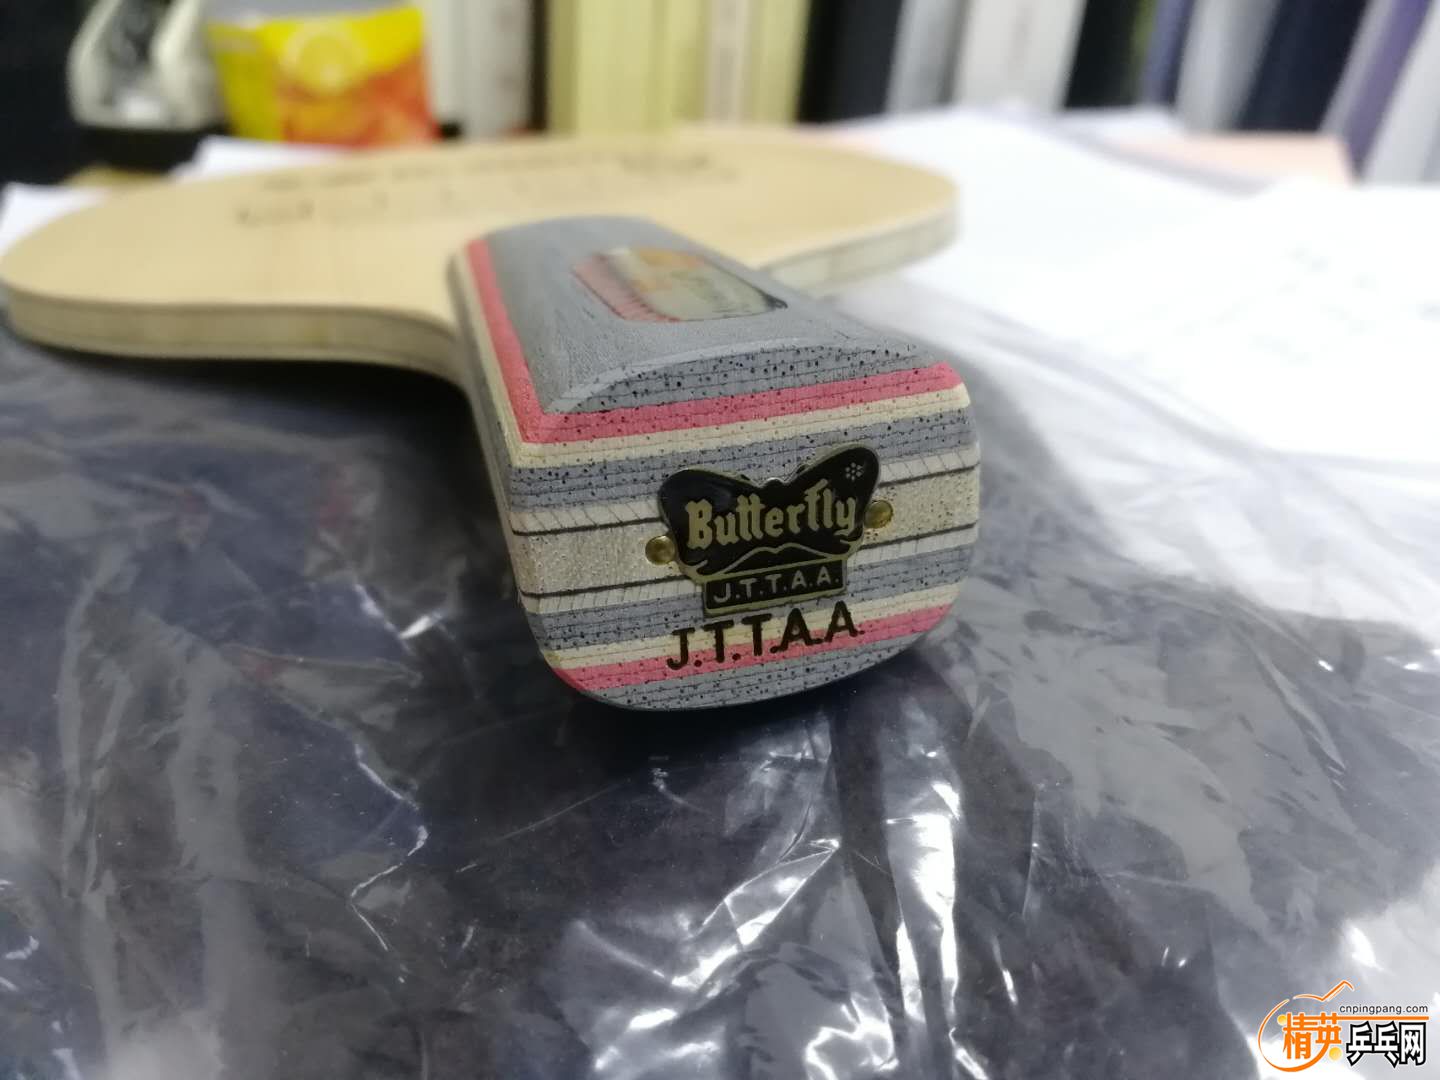 Butterfly
J.T.T.A.A.
J.T.T.A.A.
cnpingpang.com
精英乒乓网